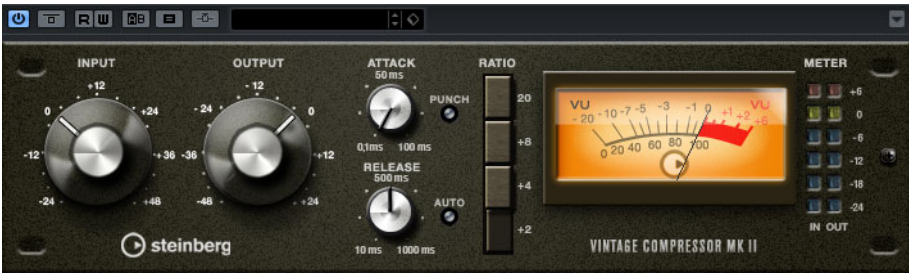 R W A B
INPUT
+12
0 +24
-12 +36
-24 +48
OUTPUT
-12
-24 0
-36 +12
-48 +24
ATTACK
50 ms
PUNCH
0,1ms 100 ms
RELEASE
500 ms
AUTO
10 ms 1000 ms
RATIO
20
+8
+4
+2
VU VU
-20 -10 -7 -5 -3 -1 0 +1 +2 +6
0 20 40 60 80 100
METER
+6
0
-6
-12
-18
-24
IN OUT
steinberg
VINTAGE COMPRESSOR MK II